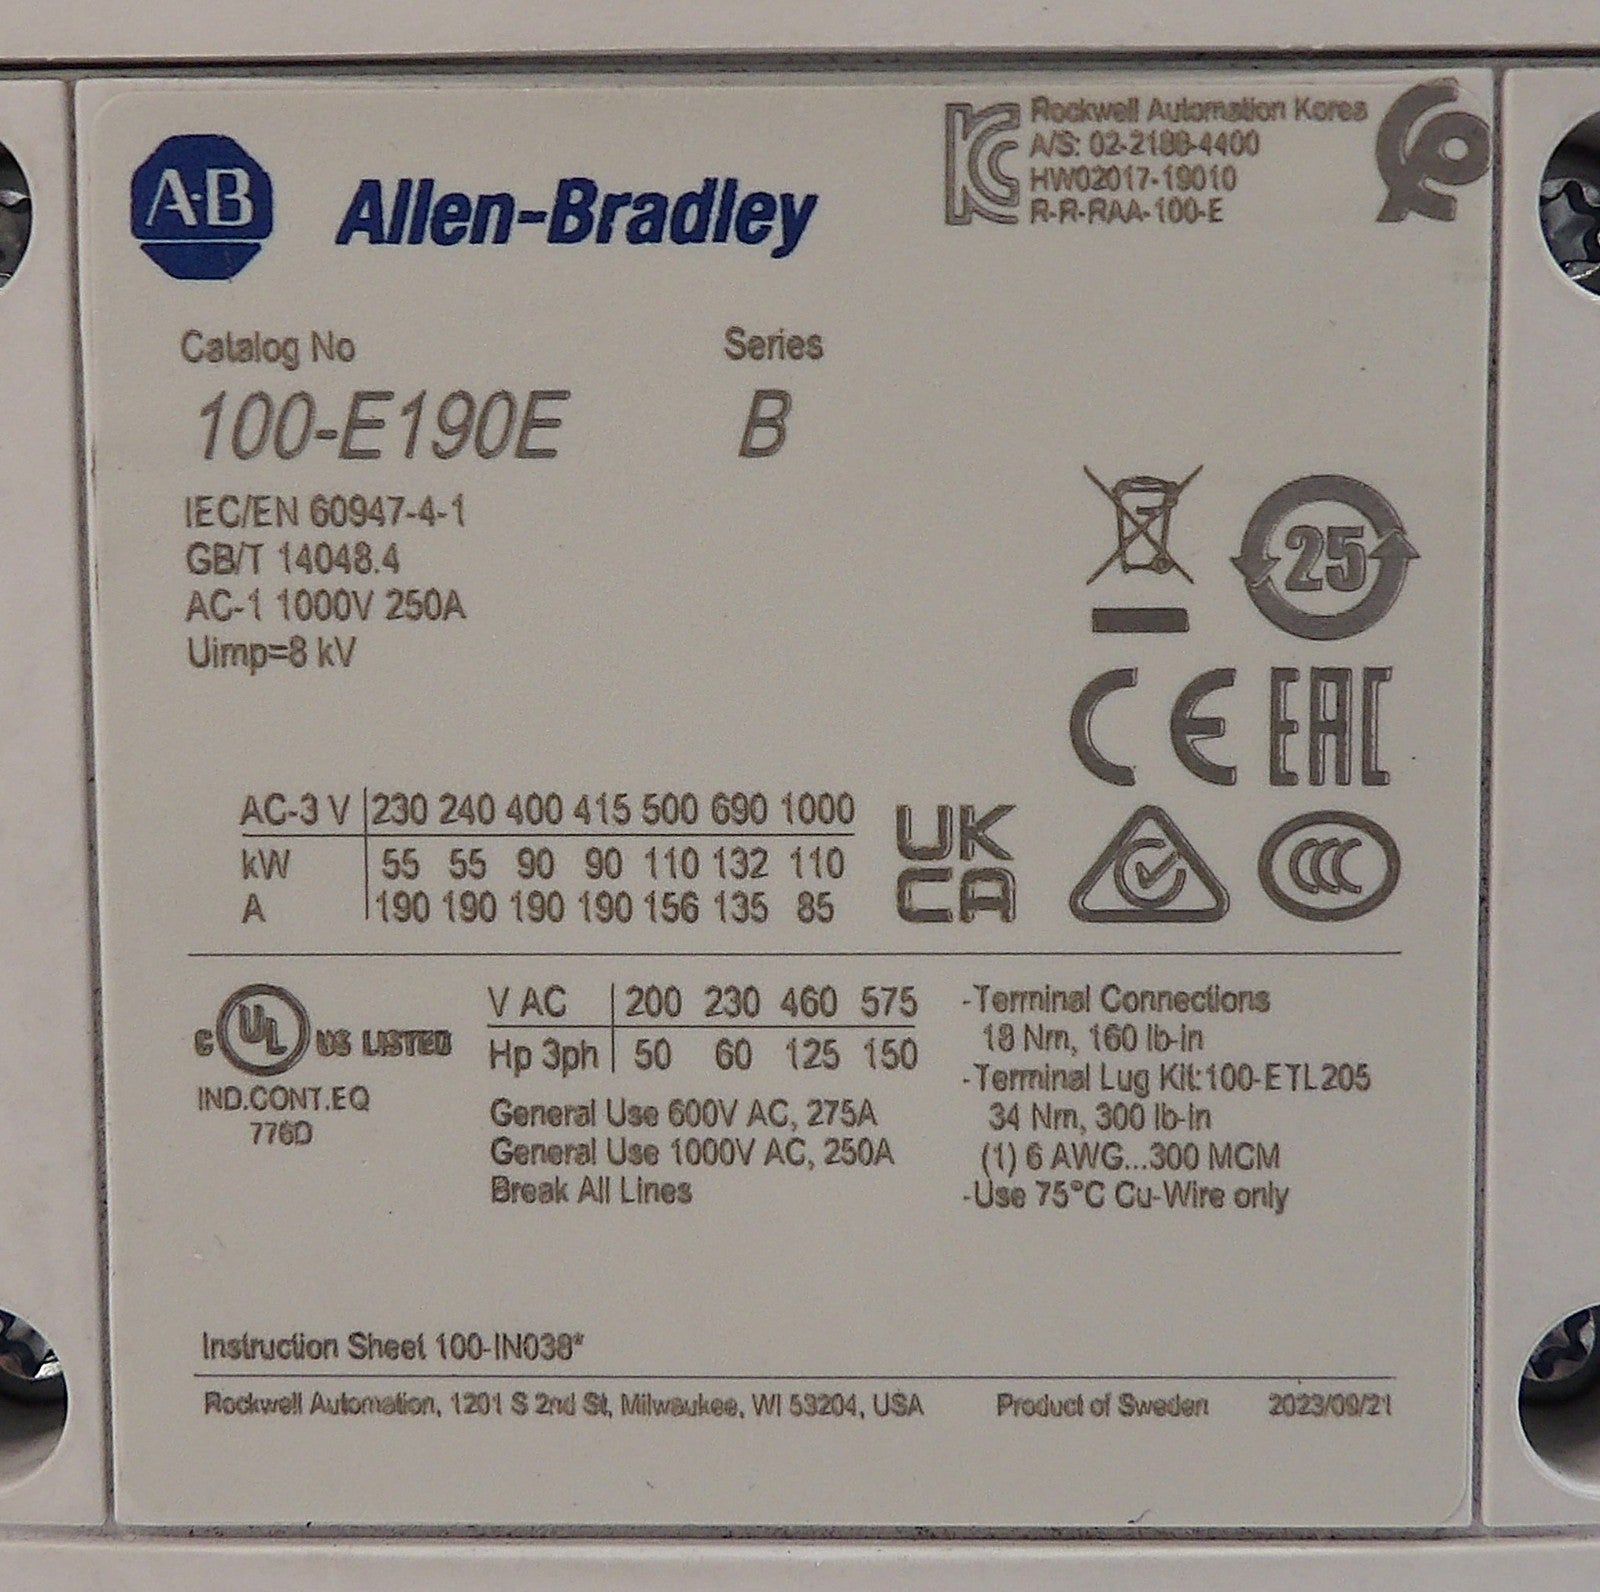 Rockwell Automation Korea
A/S: 02-2188-4400
HW02017-19010
R-R-RAA-100-E
A-B Allen-Bradley
Catalog No Series
100-E190E B
IEC/EN 60947-4-1
GB/T 14048.4
AC-1 1000V 250A
Uimp=8 kV
25
CE EAC
AC-3 V 230 240 400 415 500 690 1000
kW 55 55 90 90 110 132 110
A 190 190 190 190 156 135 85
UK
CA
CCC
C UL US LISTED
IND.CONT.EQ
776D
V AC 200 230 460 575
Hp 3ph 50 60 125 150
General Use 600V AC, 275A
General Use 1000V AC, 250A
Break All Lines
-Terminal Connections
18 Nm, 160 lb-in
-Terminal Lug Kit:100-ETL205
34 Nm, 300 lb-In
(1) 6 AWG...300 MCM
-Use 75°C Cu-Wire only
Instruction Sheet 100-IN038*
Rockwell Automation, 1201 S 2nd St, Milwaukee, WI 53204, USA Product of Sweden 2023/09/21